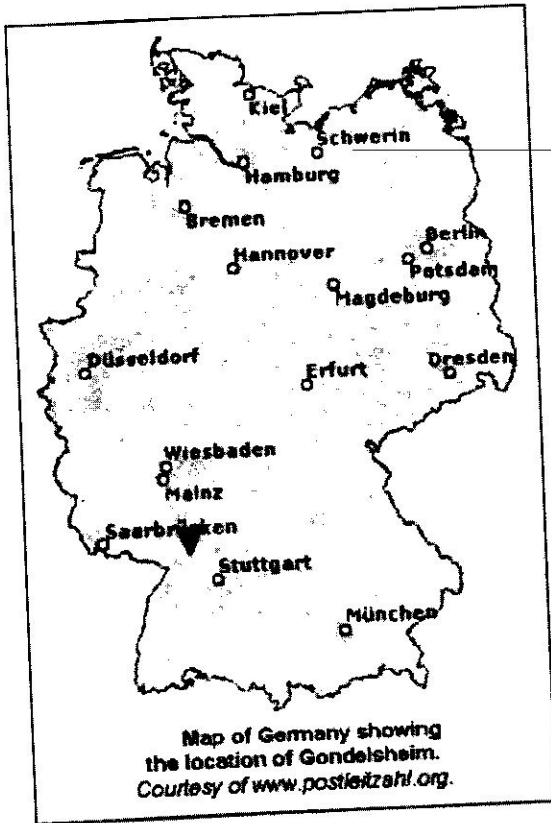 Kiel
Schwerin
Hamburg
Bremen
Berlin
Hannover
Potsdam
Magdeburg
Düsseldorf
Erfurt
Dresden
Wiesbaden
Mainz
Saarbrücken
Stuttgart
München
Map of Germany showing
the location of Gondelsheim.
Courtesy of www.postleitzahl.org.